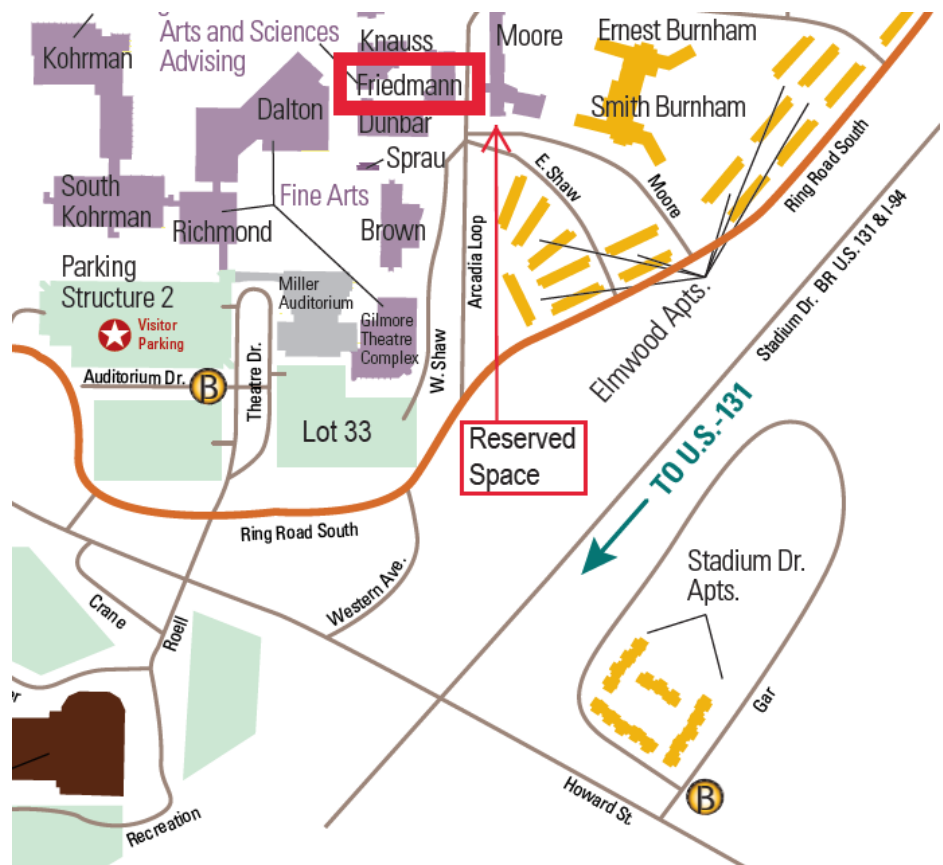 Arts and Sciences
Advising
Kohrman
Knauss
Moore
Ernest Burnham
Friedmann
Dalton
Smith Burnham
Dunbar
Sprau
E. Shaw
Moore
Ring Road South
South
Kohrman
Fine Arts
Richmond
Brown
Arcadia Loop
Parking
Structure 2
Miller
Auditorium
Visitor
Parking
Gilmore
Theatre
Complex
W. Shaw
Elmwood Apts.
Stadium Dr. BR U.S. 131 & I-94
Auditorium Dr.
B
Theatre Dr.
Lot 33
Reserved
Space
TO U.S.-131
Ring Road South
Western Ave.
Stadium Dr.
Apts.
Crane
Roell
Gar
Howard St.
B
Recreation